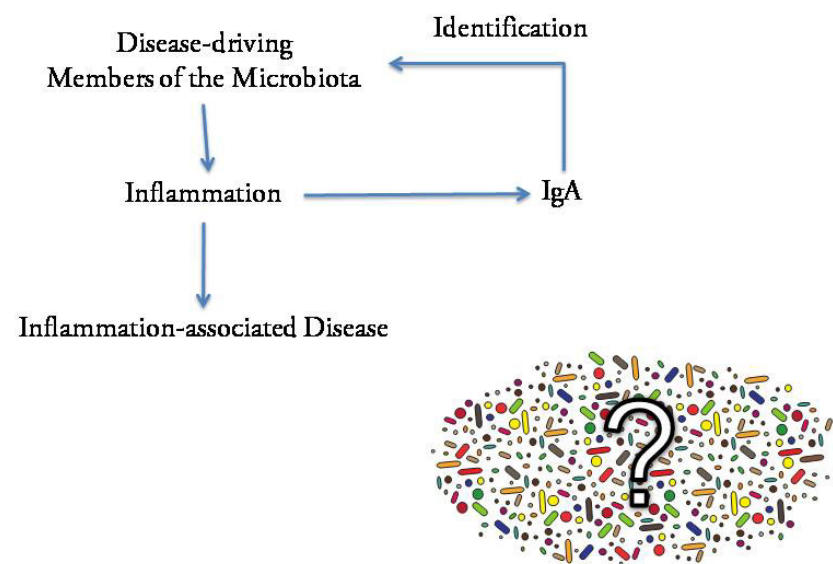 Identification
Disease-driving
Members of the Microbiota
Inflammation
IgA
Inflammation-associated Disease
?